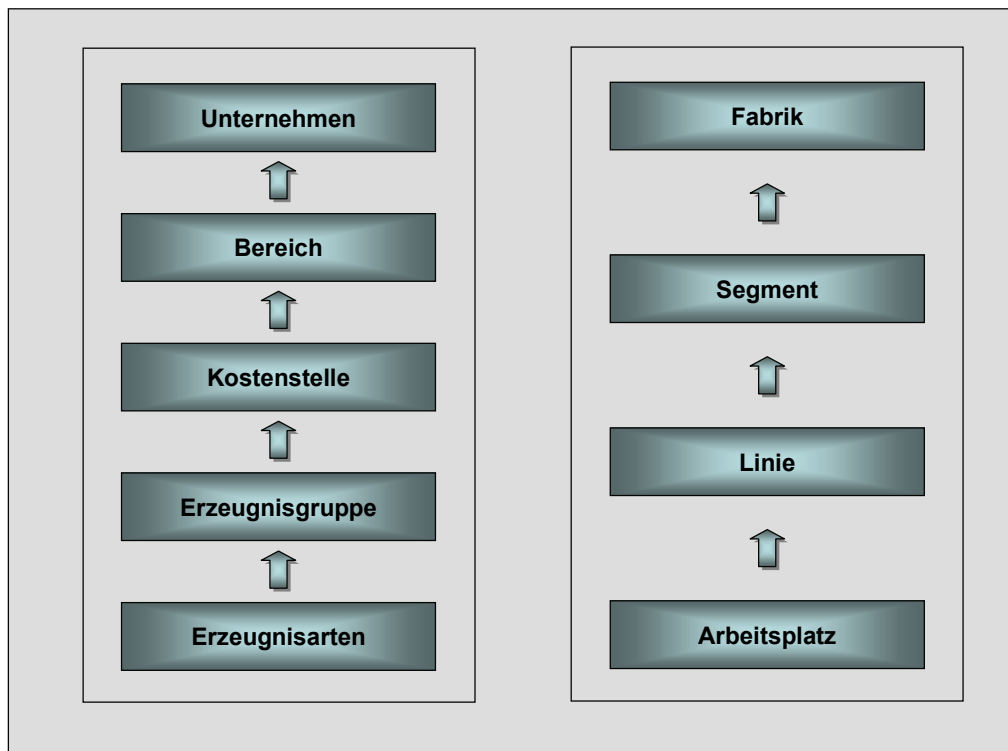 Unternehmen
Bereich
Kostenstelle
Erzeugnisgruppe
Erzeugnisarten
Fabrik
Segment
Linie
Arbeitsplatz